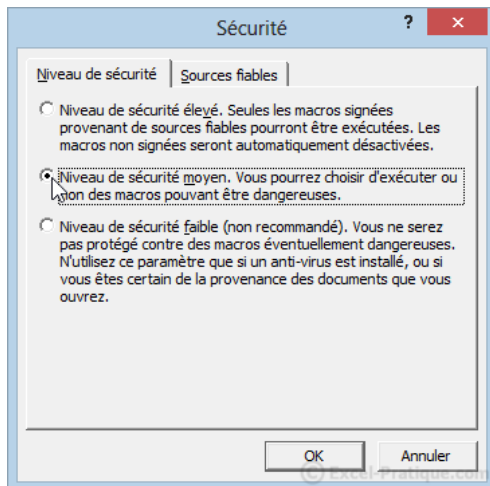 Sécurité
?
×
Niveau de sécurité
Sources fiables
Niveau de sécurité élevé. Seules les macros signées
provenant de sources fiables pourront être exécutées. Les
macros non signées seront automatiquement désactivées.
Niveau de sécurité moyen. Vous pourrez choisir d'exécuter ou
non des macros pouvant être dangereuses.
Niveau de sécurité faible (non recommandé). Vous ne serez
pas protégé contre des macros éventuellement dangereuses.
N'utilisez ce paramètre que si un anti-virus est installé, ou si
vous êtes certain de la provenance des documents que vous
ouvrez.
OK
Annuler
© Excel-Pratique.com